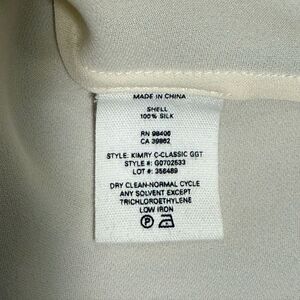 MADE IN CHINA
SHELL
100% SILK
RN 98406
CA 39862
STYLE: KIMRY C-CLASSIC GGT
STYLE #: G0702533
LOT #: 356489
DRY CLEAN-NORMAL CYCLE
ANY SOLVENT EXCEPT
TRICHLOROETHYLENE
LOW IRON
P